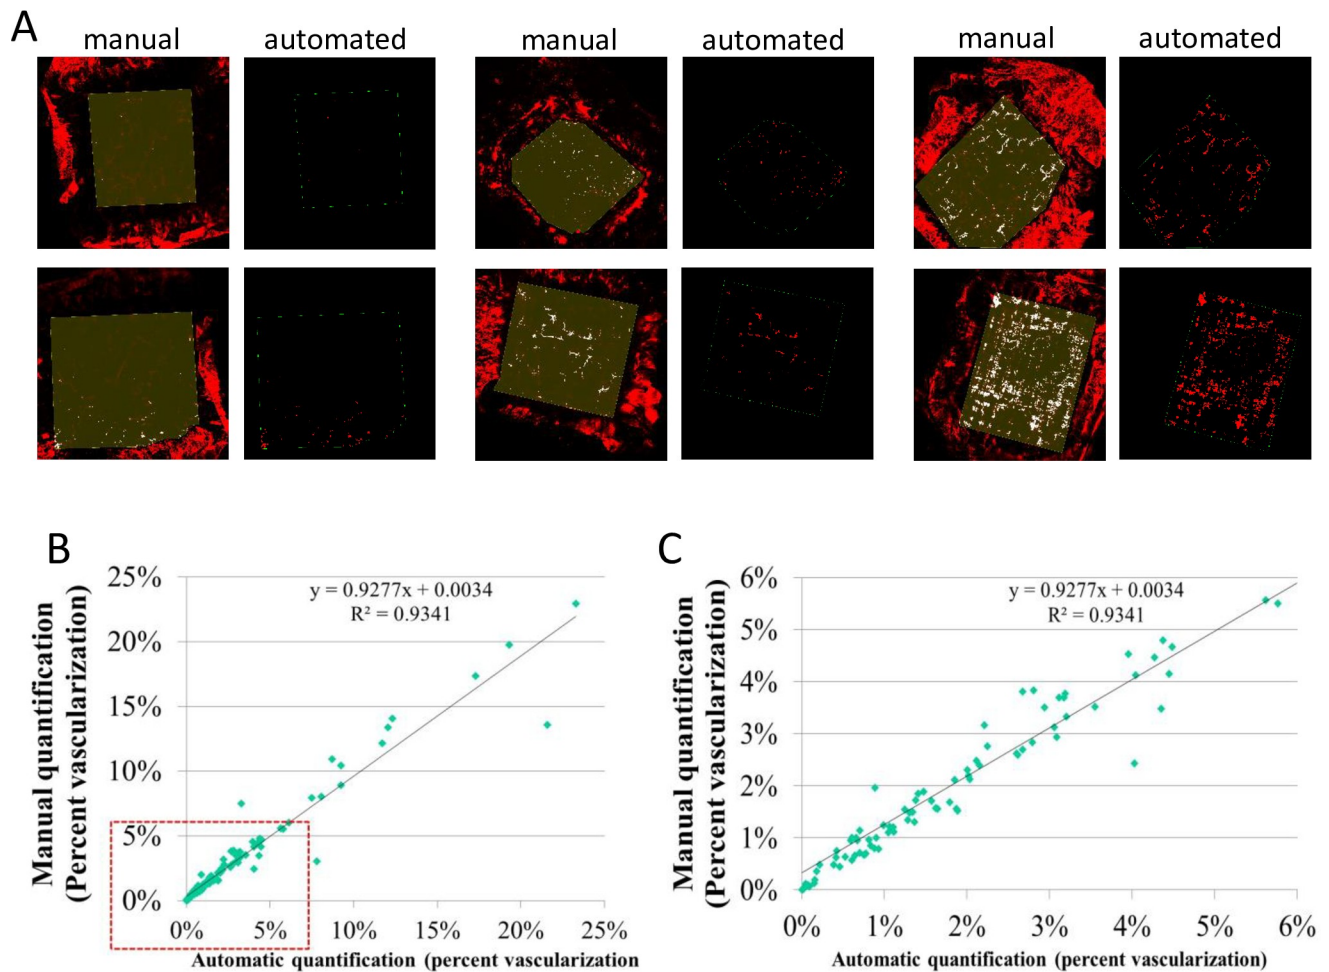 A
manual automated manual automated manual automated
B
25%
20%
15%
10%
5%
0%
0% 5% 10% 15% 20% 25%
y = 0.9277x + 0.0034
R² = 0.9341
Manual quantification
(Percent vascularization)
Automatic quantification (percent vascularization
C
6%
5%
4%
3%
2%
1%
0%
0% 1% 2% 3% 4% 5% 6%
y = 0.9277x + 0.0034
R² = 0.9341
Manual quantification
(Percent vascularization)
Automatic quantification (percent vascularization)